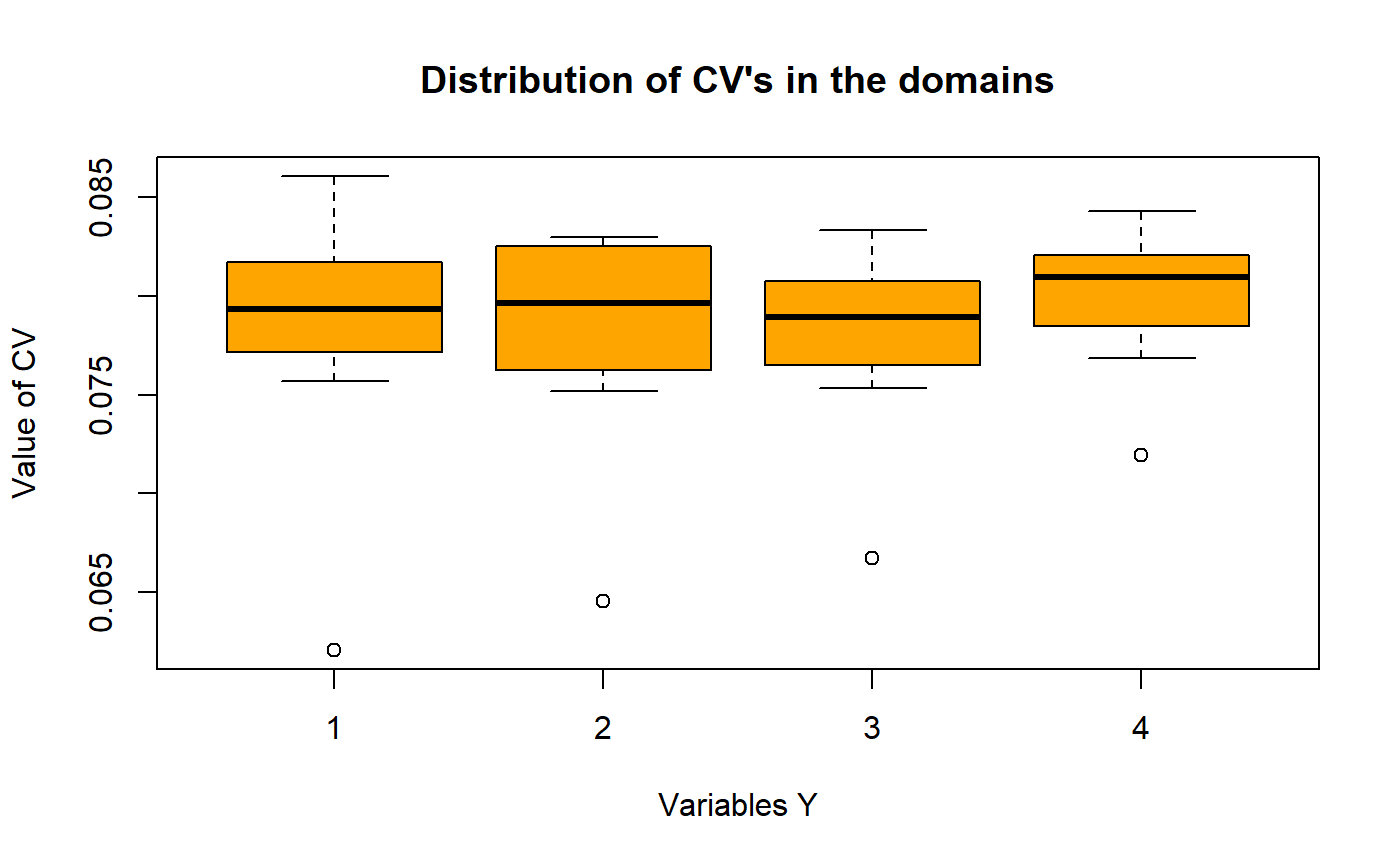 Distribution of CV's in the domains
Value of CV
0.085
0.075
0.065
1 2 3 4
Variables Y